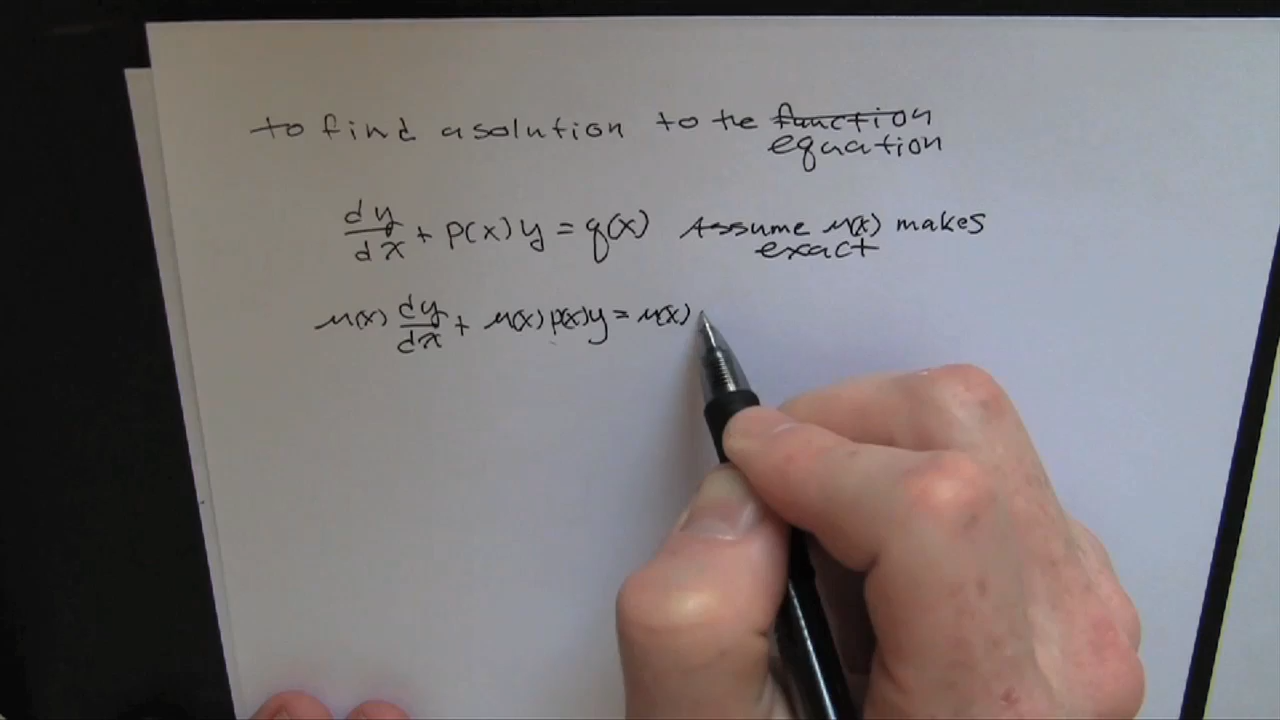 to find a solution to the function
equation
dy/dx + p(x) y = q(x) Assume μ(x) makes
exact
μ(x) dy/dx + μ(x) p(x) y = μ(x)